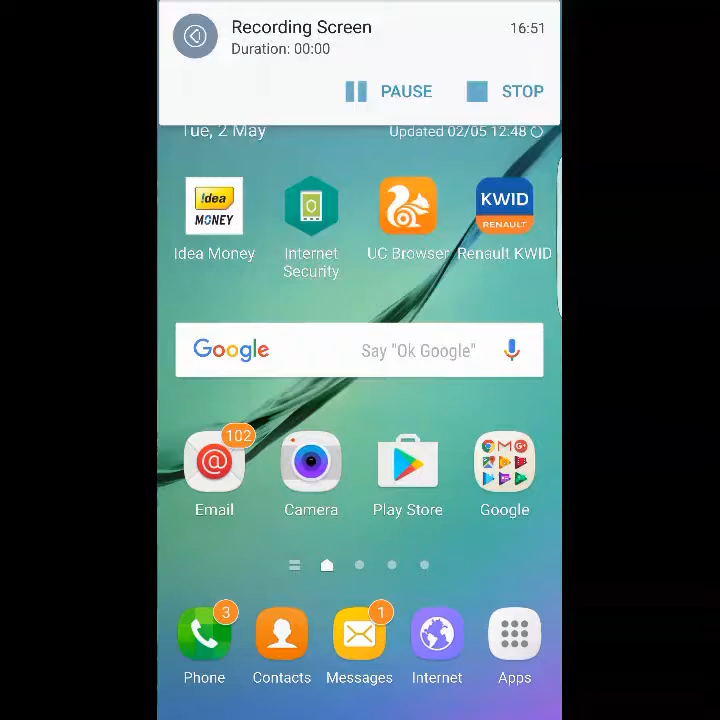 Recording Screen
16:51
Duration: 00:00
PAUSE
STOP
Tue, 2 May
Updated 02/05 12.48
!dea
MONEY
KWID
RENAULT
Idea Money
Internet
Security
UC Browser
Renault KWID
Google
Say "Ok Google"
102
@
Email
Camera
Play Store
Google
3
1
Phone
Contacts
Messages
Internet
Apps